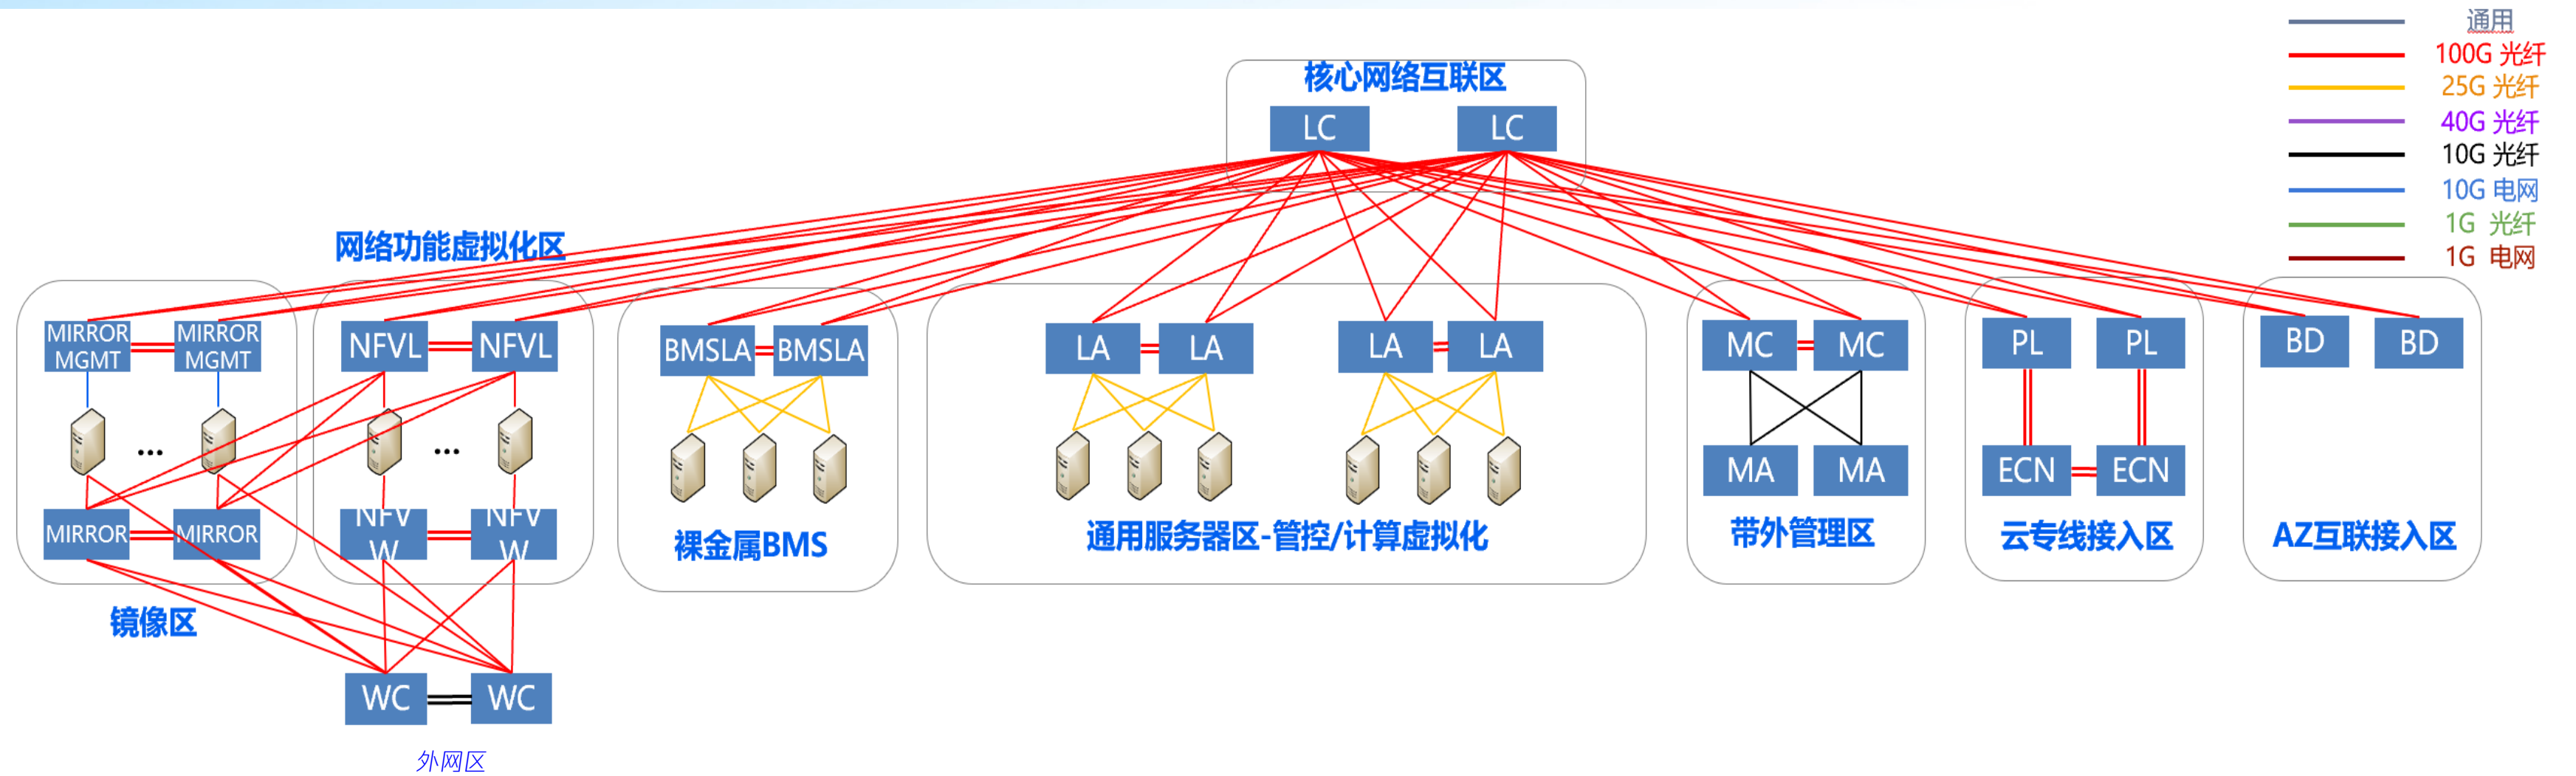 通用
100G 光纤
25G 光纤
40G 光纤
10G 光纤
10G 电网
1G 光纤
1G 电网
核心网络互联区
LC LC
网络功能虚拟化区
MIRROR MGMT
MIRROR MGMT
NFVL NFVL
BMSLA BMSLA
LA LA
LA LA
MC MC
PL PL
BD BD
... ...
MA MA
ECN ECN
MIRROR MIRROR
NFV W
NFV W
裸金属BMS
通用服务器区-管控/计算虚拟化
带外管理区
云专线接入区
AZ互联接入区
镜像区
WC WC
外网区